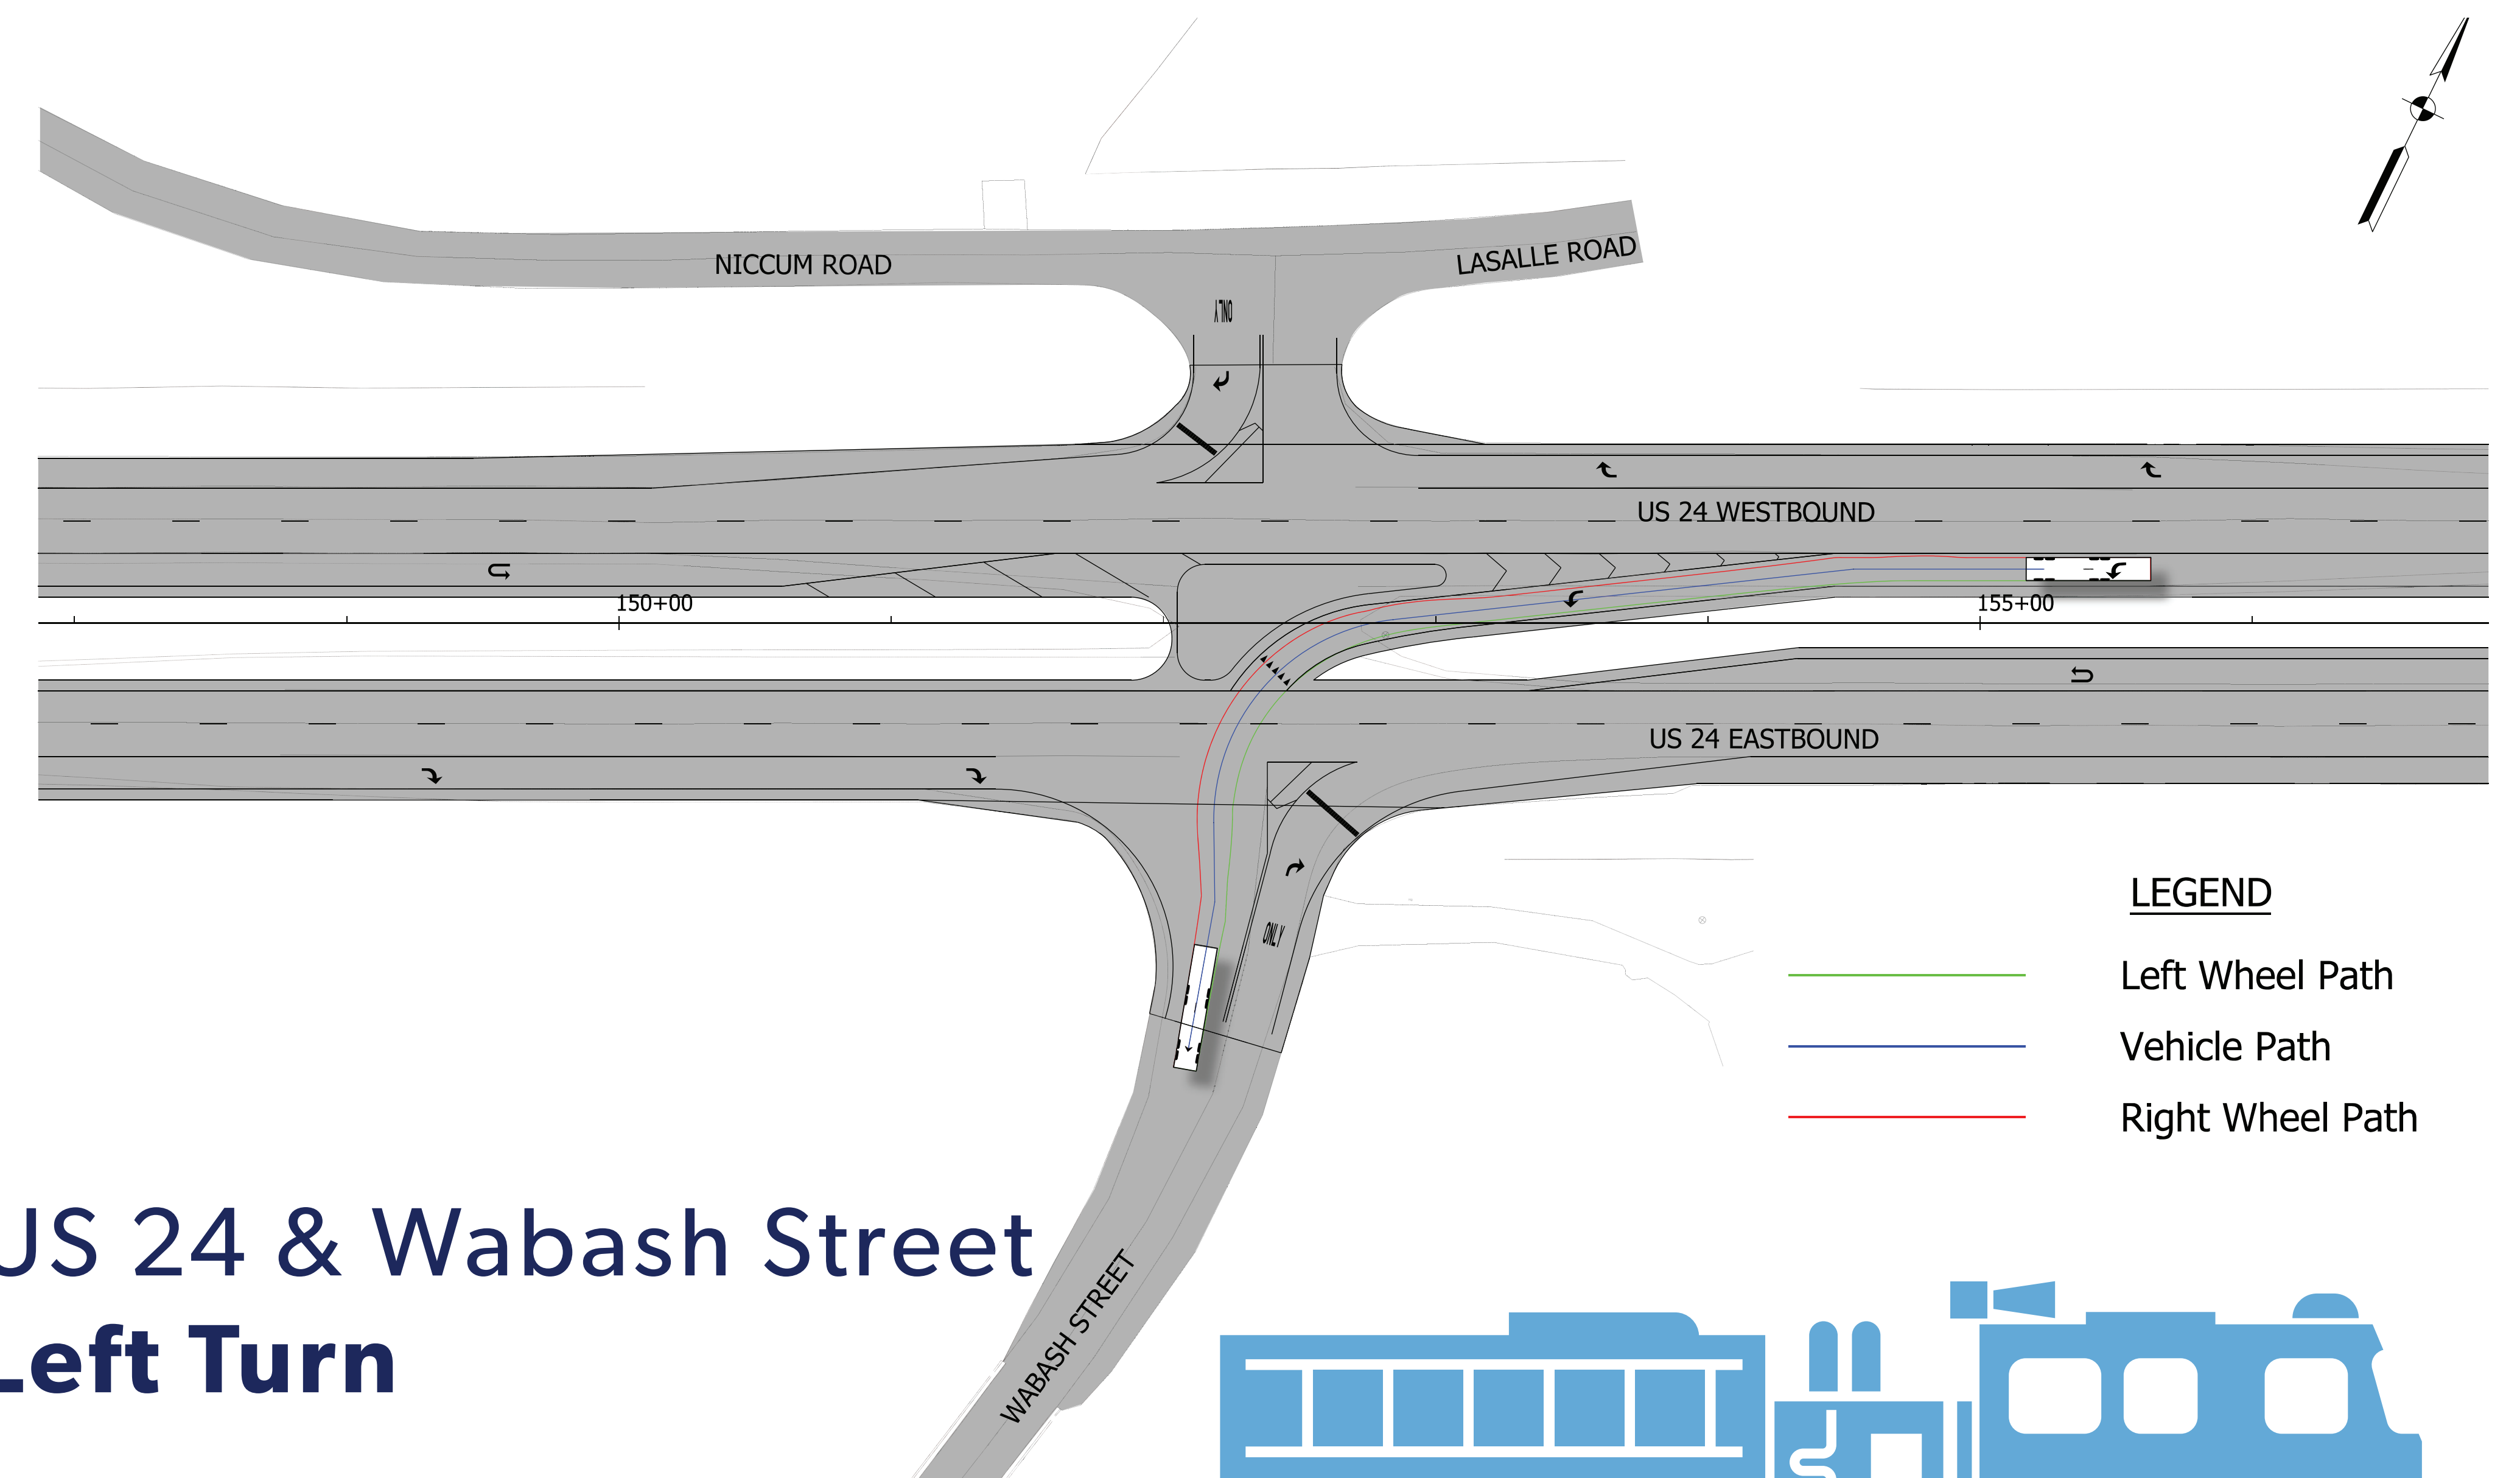 NICCUM ROAD
LASALLE ROAD
ONLY
US 24 WESTBOUND
150+00
155+00
US 24 EASTBOUND
ONLY
LEGEND
Left Wheel Path
Vehicle Path
Right Wheel Path
US 24 & Wabash Street
Left Turn
WABASH STREET